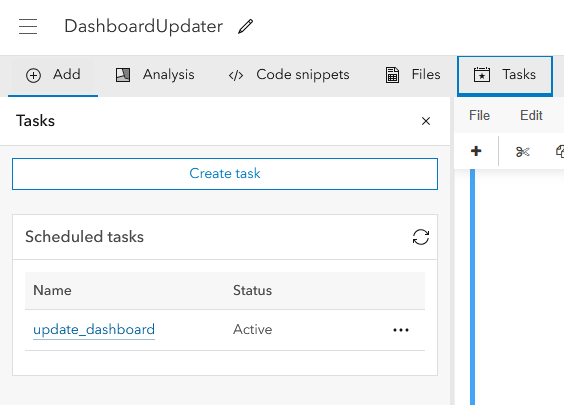 DashboardUpdater
Add Analysis Code snippets Files Tasks
Tasks
File Edit
Create task
Scheduled tasks
Name Status
update_dashboard Active